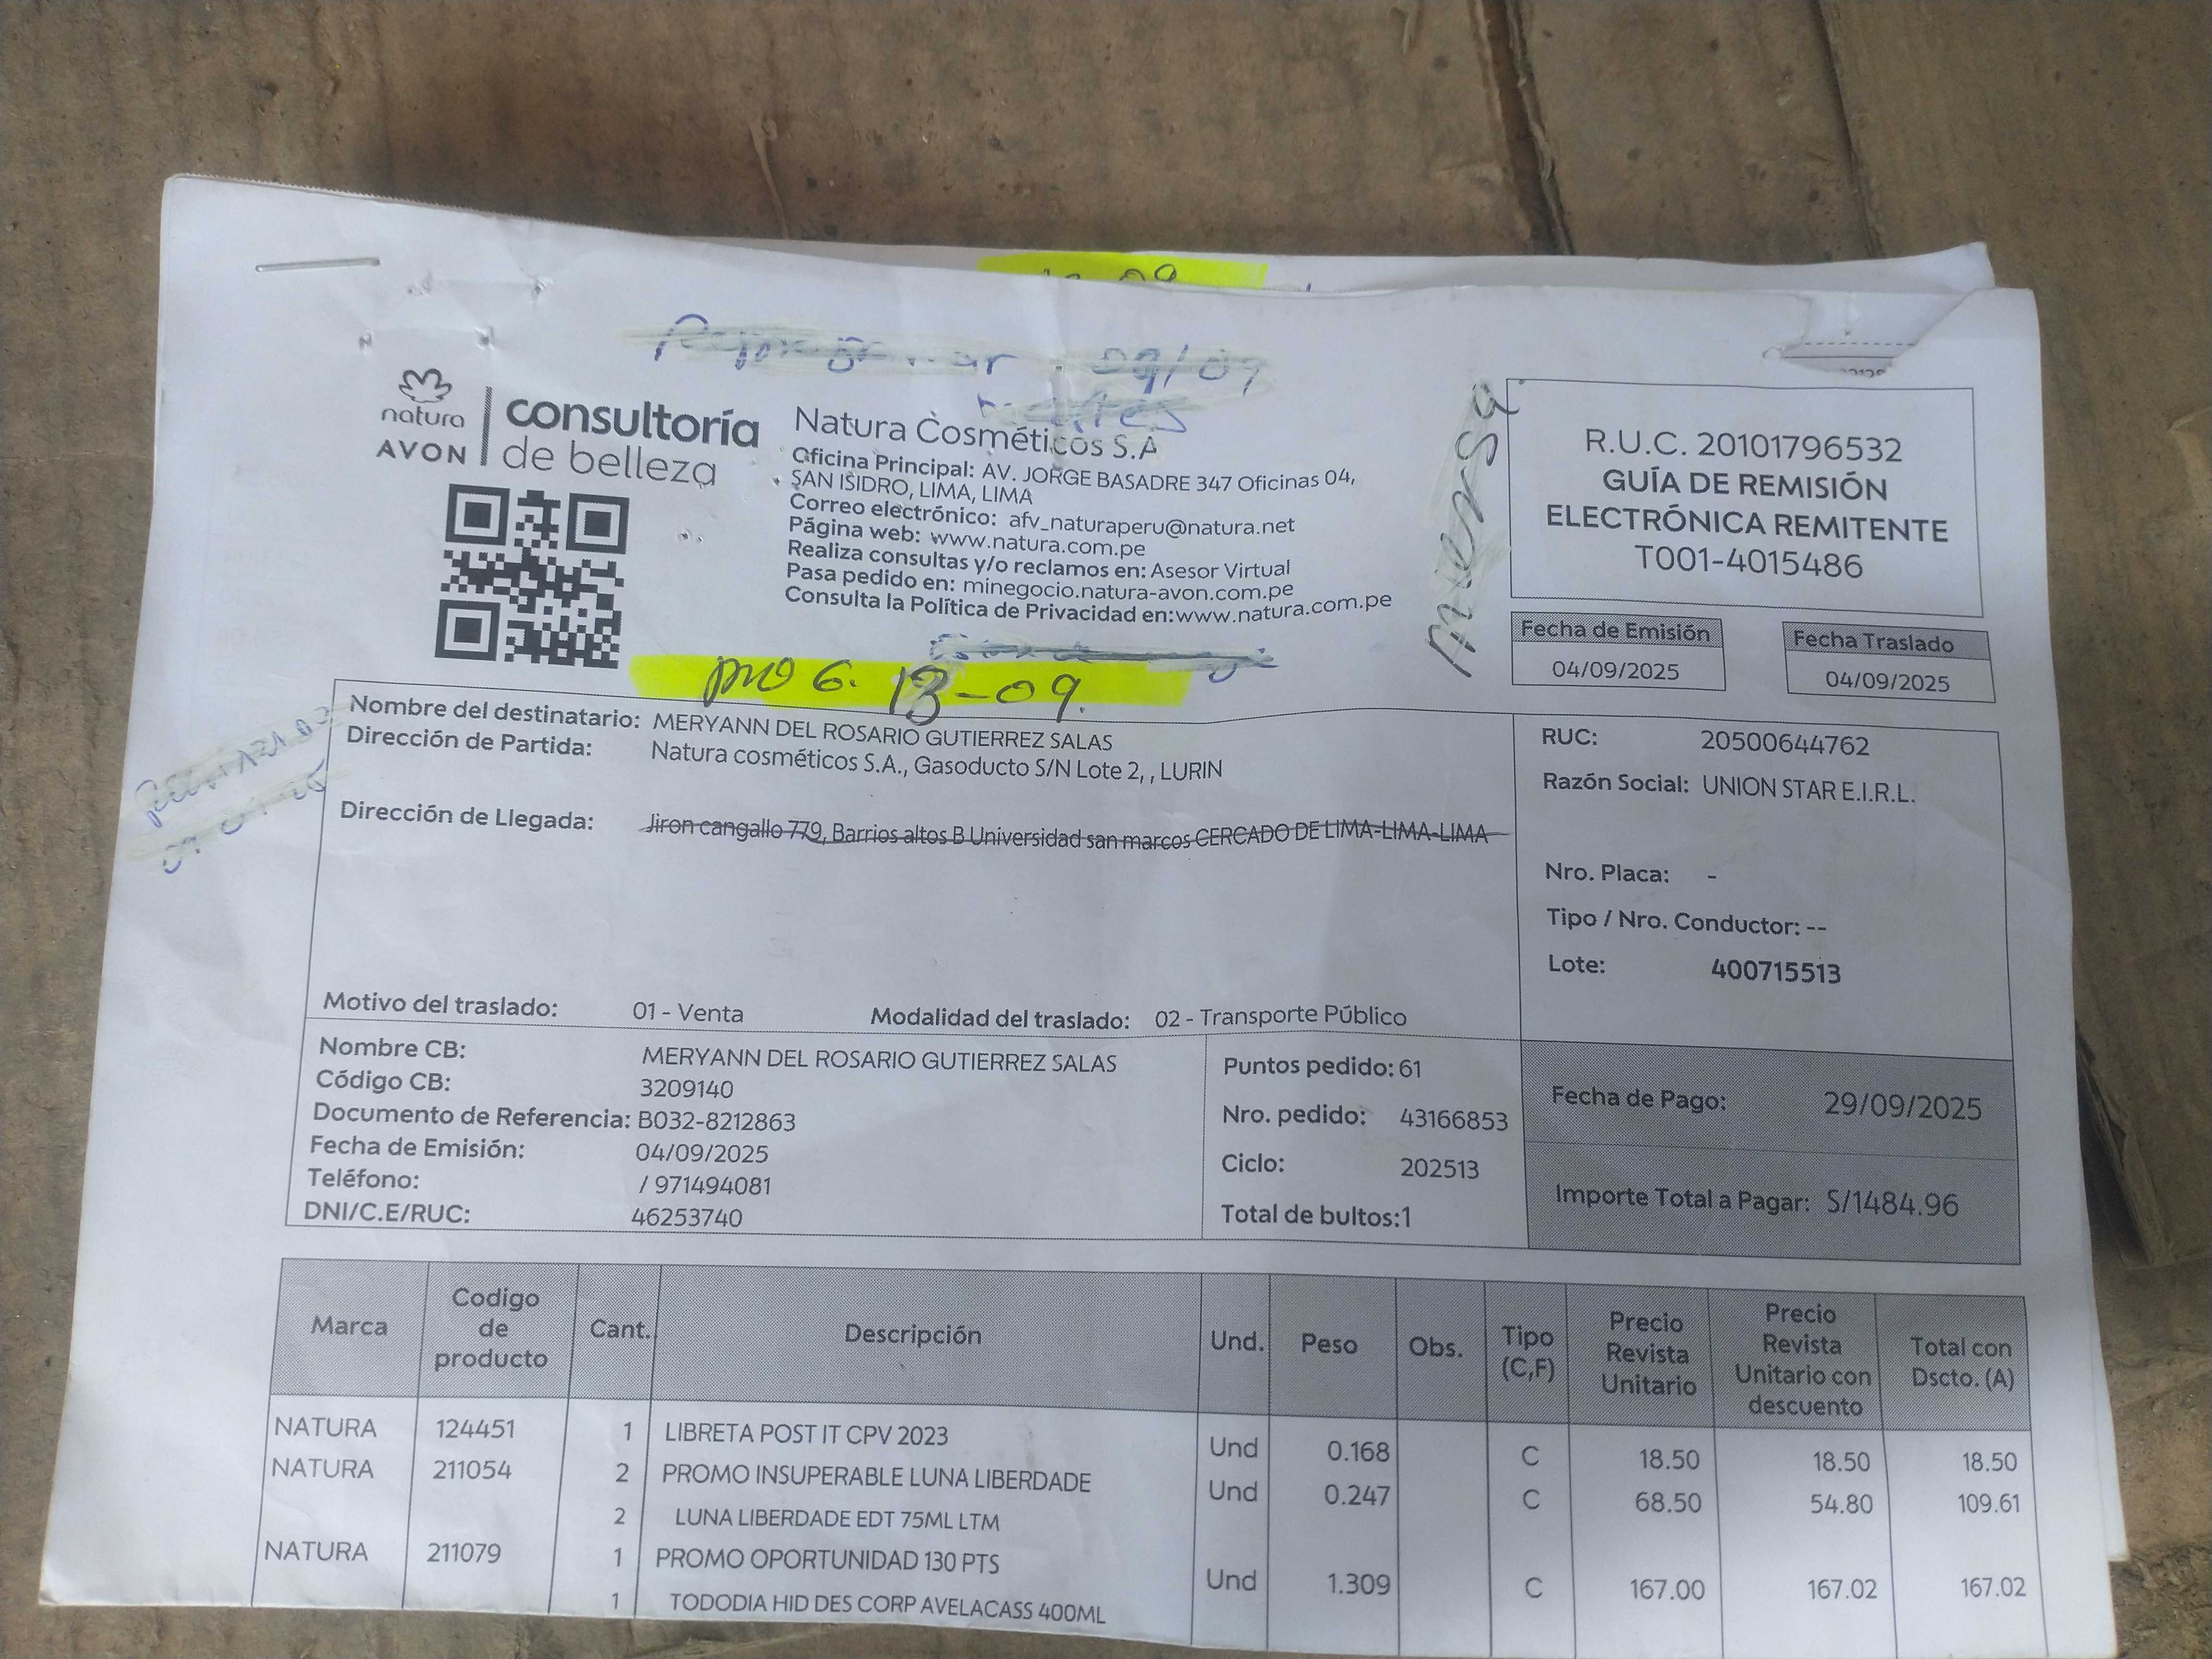 natura
AVON
consultoría
de belleza
Natura Cosméticos S.A
Oficina Principal: AV. JORGE BASADRE 347 Oficinas 04,
SAN ISIDRO, LIMA, LIMA
Correo electrónico: afv_naturaperu@natura.net
Página web: www.natura.com.pe
Realiza consultas y/o reclamos en: Asesor Virtual
Pasa pedido en: minegocio.natura-avon.com.pe
Consulta la Política de Privacidad en:www.natura.com.pe
09/09
R.U.C. 20101796532
GUÍA DE REMISIÓN
ELECTRÓNICA REMITENTE
T001-4015486
Fecha de Emisión
04/09/2025
Fecha Traslado
04/09/2025
13-09.
Nombre del destinatario: MERYANN DEL ROSARIO GUTIERREZ SALAS
Dirección de Partida: Natura cosméticos S.A., Gasoducto S/N Lote 2, , LURIN
Dirección de Llegada: Jiron cangallo 779, Barrios altos B Universidad san marcos CERCADO DE LIMA-LIMA-LIMA
Motivo del traslado: 01 - Venta Modalidad del traslado: 02 - Transporte Público
RUC: 20500644762
Razón Social: UNION STAR E.I.R.L.
Nro. Placa: -
Tipo / Nro. Conductor: --
Lote: 400715513
Nombre CB: MERYANN DEL ROSARIO GUTIERREZ SALAS
Código CB: 3209140
Documento de Referencia: B032-8212863
Fecha de Emisión: 04/09/2025
Teléfono: / 971494081
DNI/C.E/RUC: 46253740
Puntos pedido: 61
Nro. pedido: 43166853
Ciclo: 202513
Total de bultos:1
Fecha de Pago: 29/09/2025
Importe Total a Pagar: S/1484.96
Marca Codigo de producto Cant. Descripción Und. Peso Obs. Tipo (C,F) Precio Revista Unitario Precio Revista Unitario con descuento Total con Dscto. (A)
NATURA 124451 1 LIBRETA POST IT CPV 2023 Und 0.168 C 18.50 18.50 18.50
NATURA 211054 2 PROMO INSUPERABLE LUNA LIBERDADE Und 0.247 C 68.50 54.80 109.61
2 LUNA LIBERDADE EDT 75ML LTM
NATURA 211079 1 PROMO OPORTUNIDAD 130 PTS Und 1.309 C 167.00 167.02 167.02
1 TODODIA HID DES CORP AVELACASS 400ML